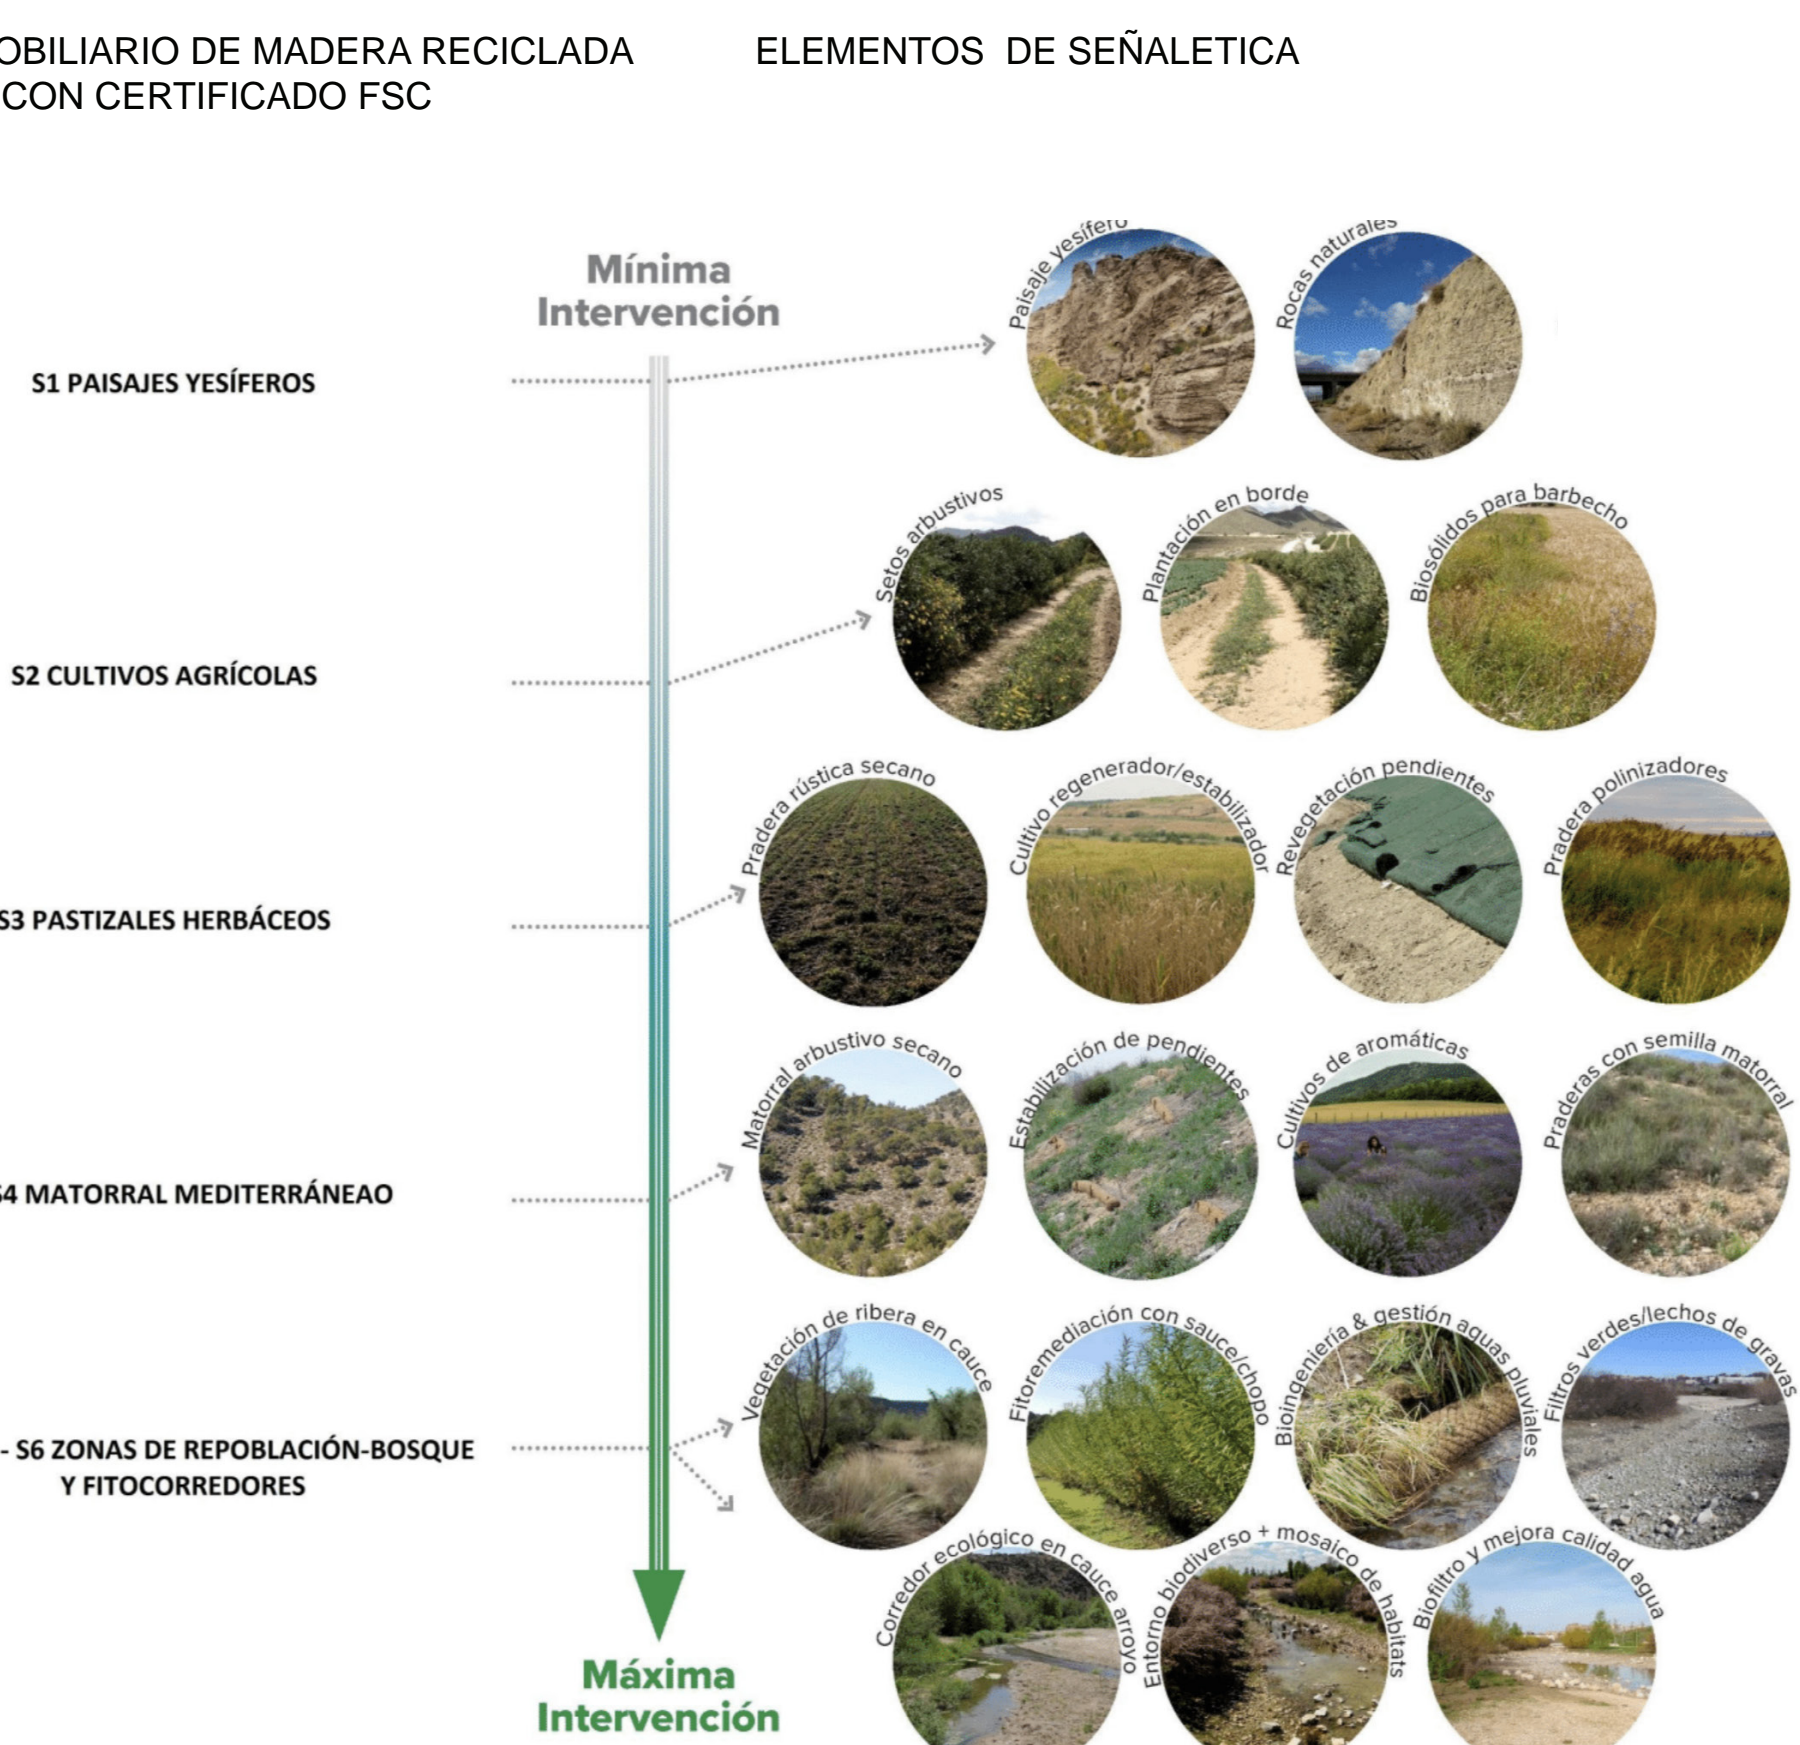 OBILIARIO DE MADERA RECICLADA
CON CERTIFICADO FSC
ELEMENTOS DE SEÑALETICA
Mínima
Intervención
S1 PAISAJES YESÍFEROS
Paisaje yesífero
Rocas naturales
S2 CULTIVOS AGRÍCOLAS
Setos arbustivos
Plantación en borde
Biosólidos para barbecho
S3 PASTIZALES HERBÁCEOS
Pradera rústica secano
Cultivo regenerador/estabilizador
Revegetación pendientes
Pradera polinizadores
S4 MATORRAL MEDITERRÁNEAO
Matorral arbustivo secano
Estabilización de pendientes
Cultivos de aromáticas
Praderas con semilla matorral
- S6 ZONAS DE REPOBLACIÓN-BOSQUE
Y FITOCORREDORES
Vegetación de ribera en cauce
Fitoremediación con sauce/chopo
Bioingeniería & gestión aguas pluviales
Filtros verdes/lechos de gravas
Corredor ecológico en cauce arroyo
Entorno biodiverso + mosaico de habitats
Biofiltro y mejora calidad agua
Máxima
Intervención